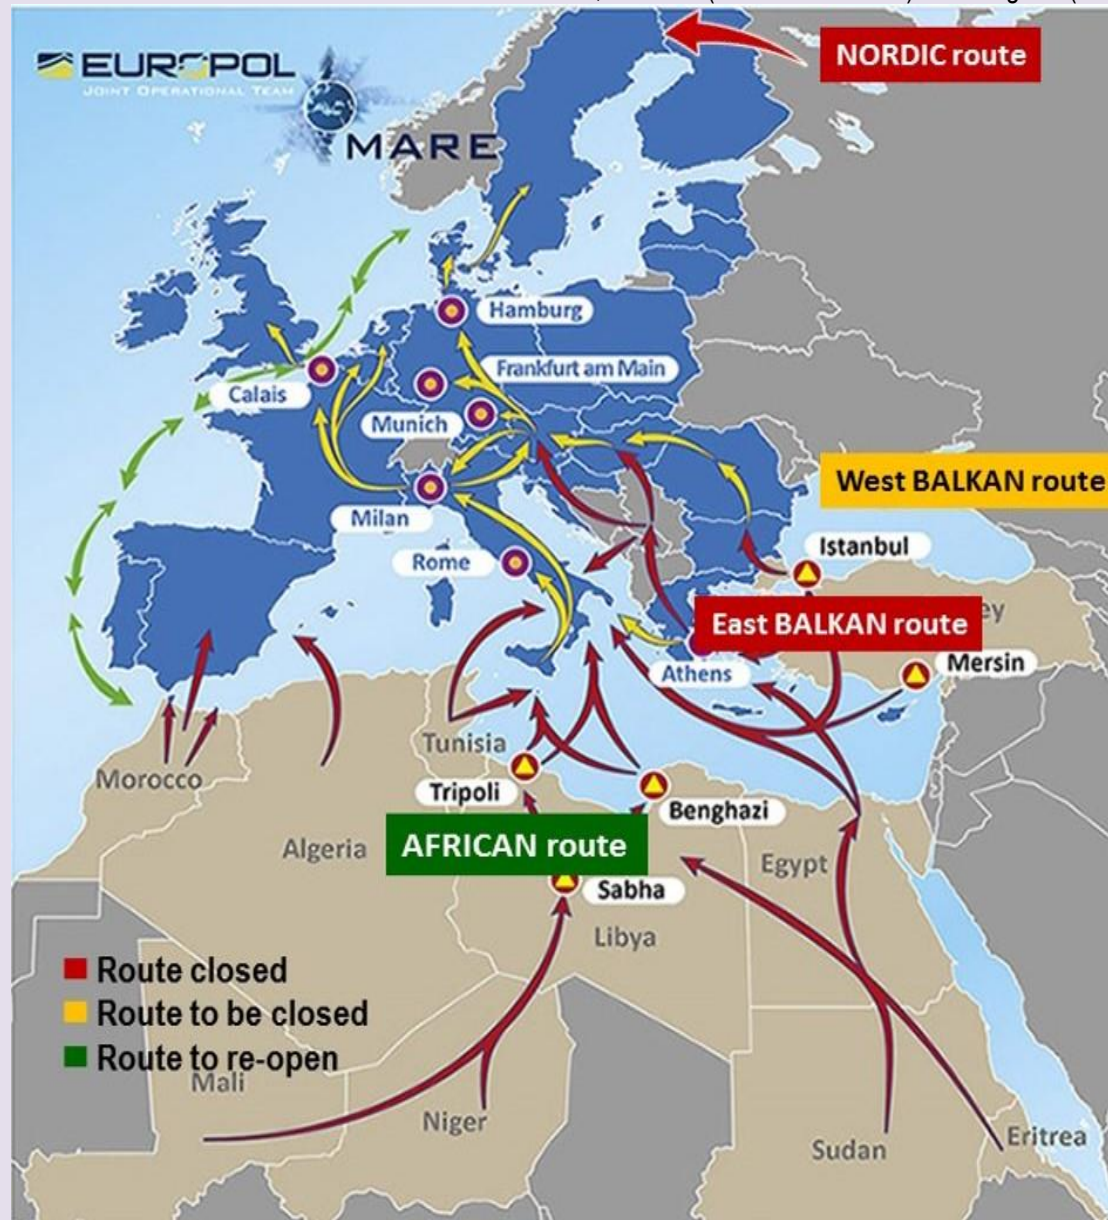 NORDIC route
EUROPOL
JOINT OPERATIONAL TEAM
MARE
Hamburg
Frankfurt am Main
Calais
Munich
West BALKAN route
Milan
Istanbul
Rome
East BALKAN route
ey
Mersin
Athens
Tunisia
Morocco
Tripoli
Benghazi
Algeria
AFRICAN route
Egypt
Sabha
Libya
Route closed
Route to be closed
Route to re-open
Mali
Niger
Sudan
Eritrea